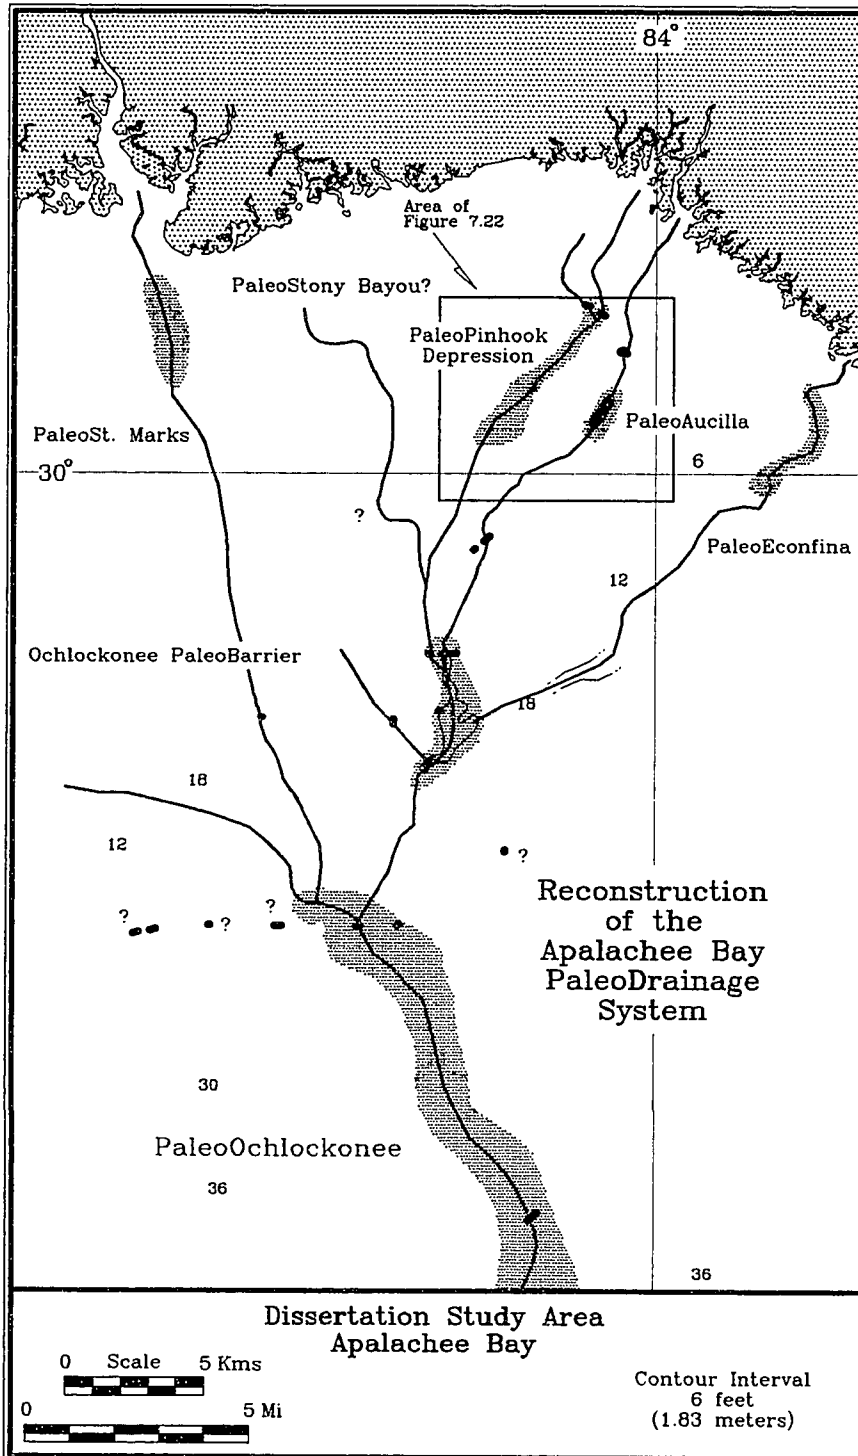 84°
Area of
Figure 7.22
PaleoStony Bayou?
PaleoPinhook
Depression
PaleoSt. Marks
PaleoAucilla
30°
6
?
PaleoEconfina
12
Ochlockonee PaleoBarrier
18
18
12
?
?
?
?
Reconstruction
of the
Apalachee Bay
PaleoDrainage
System
30
PaleoOchlockonee
36
36
Dissertation Study Area
Apalachee Bay
0 Scale 5 Kms
0 5 Mi
Contour Interval
6 feet
(1.83 meters)